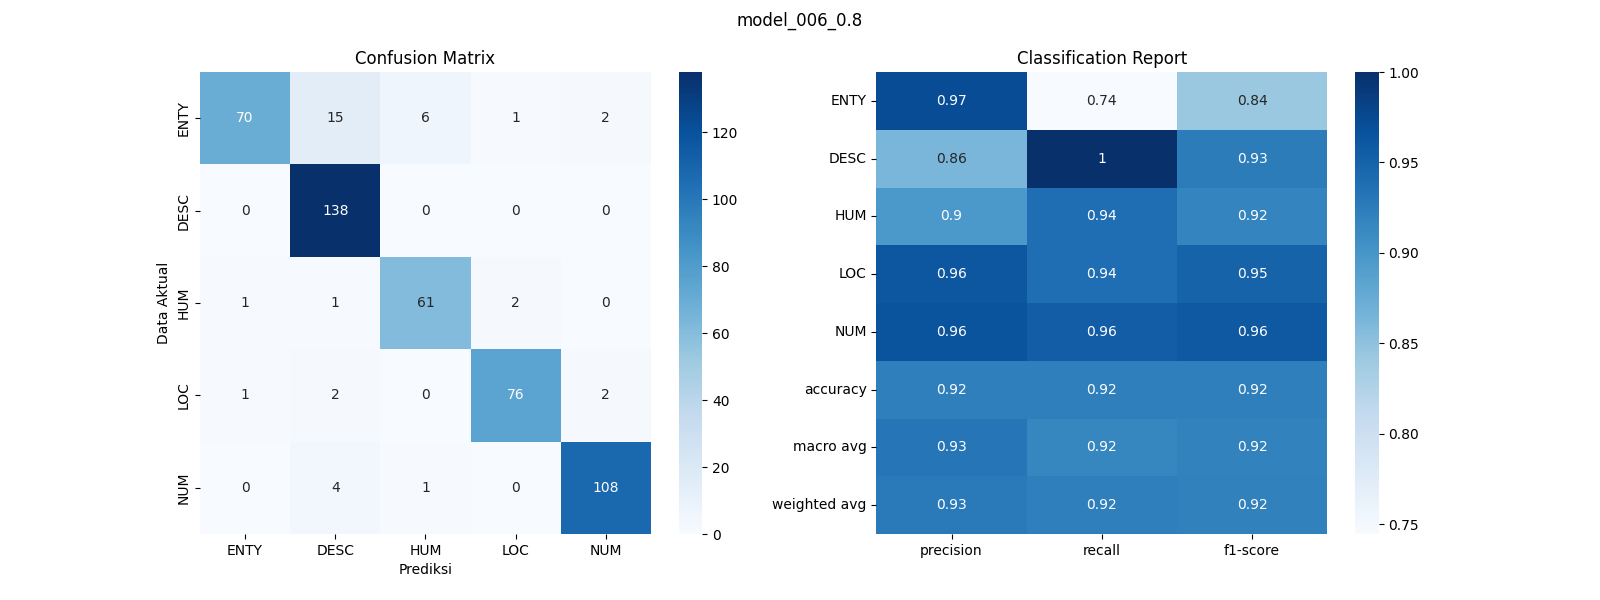 model_006_0.8
Confusion Matrix
Data Aktual
ENTY 70 15 6 1 2
DESC 0 138 0 0 0
HUM 1 1 61 2 0
LOC 1 2 0 76 2
NUM 0 4 1 0 108
ENTY DESC HUM LOC NUM
Prediksi
120
100
80
60
40
20
0
Classification Report
ENTY 0.97 0.74 0.84
DESC 0.86 1 0.93
HUM 0.9 0.94 0.92
LOC 0.96 0.94 0.95
NUM 0.96 0.96 0.96
accuracy 0.92 0.92 0.92
macro avg 0.93 0.92 0.92
weighted avg 0.93 0.92 0.92
precision recall f1-score
1.00
0.95
0.90
0.85
0.80
0.75